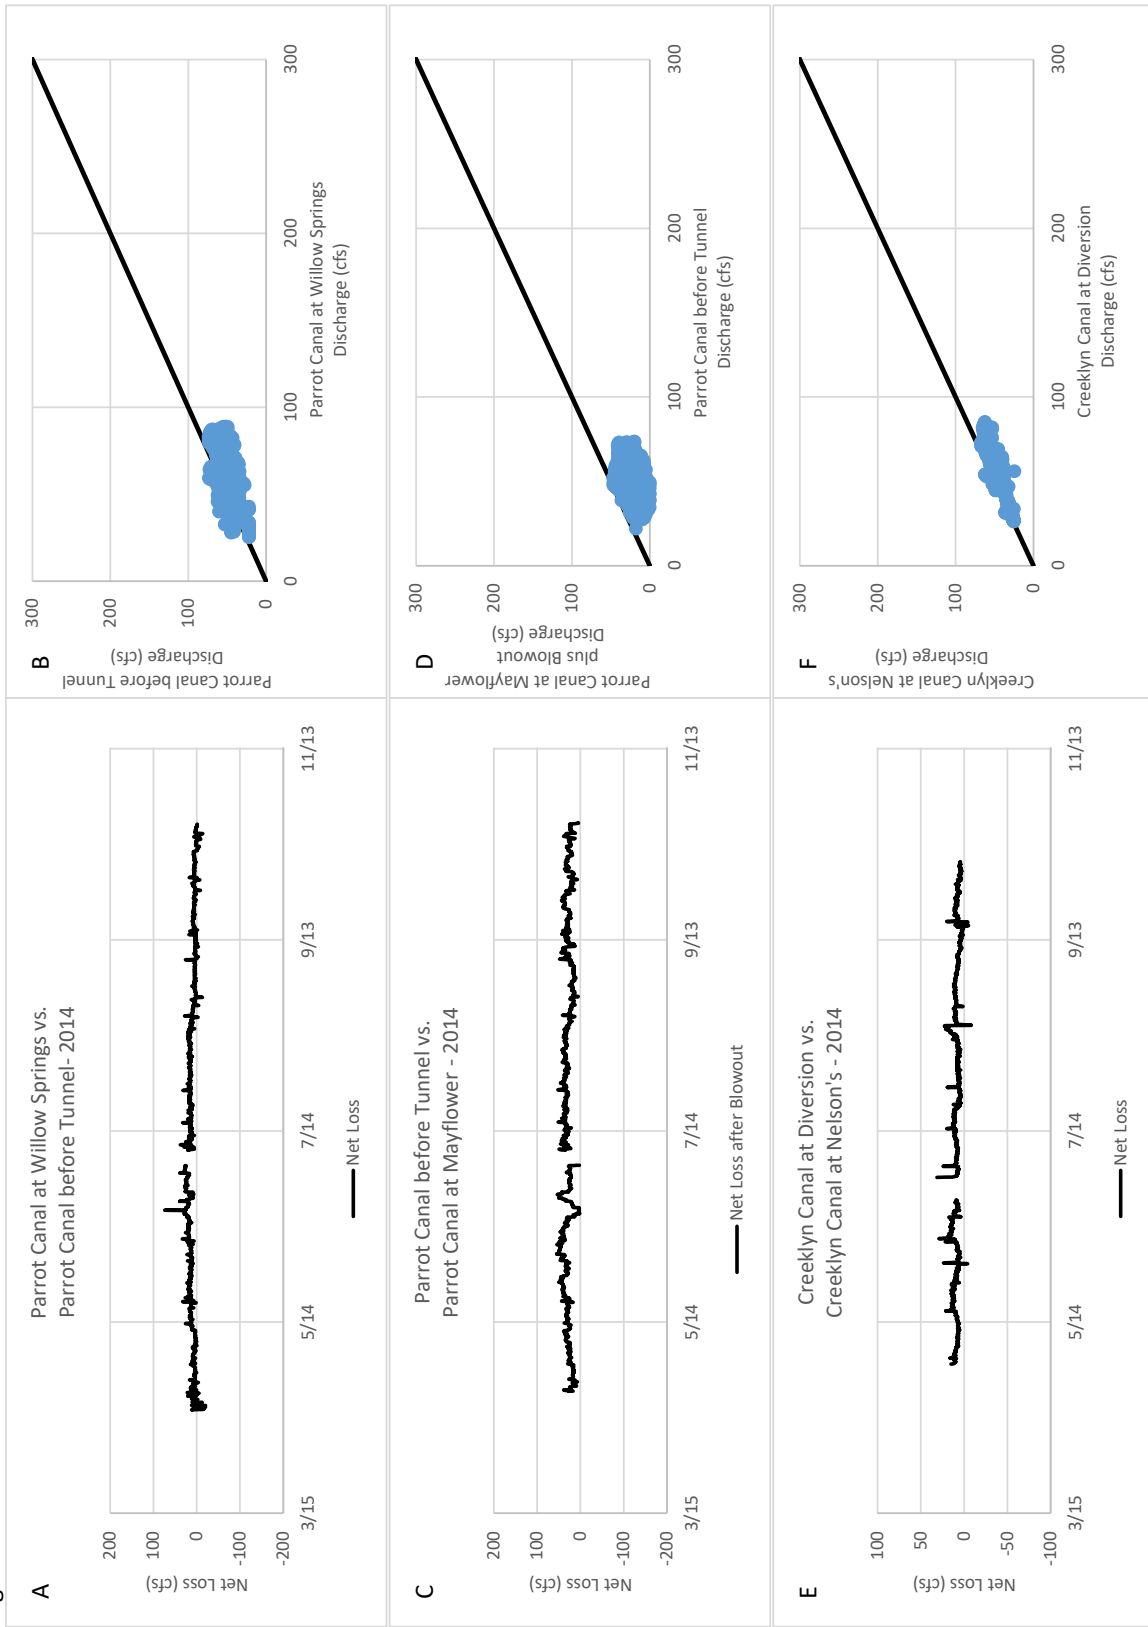 A
Parrot Canal at Willow Springs vs.
Parrot Canal before Tunnel- 2014
Net Loss (cfs)
200
100
0
-100
-200
3/15
5/14
7/14
9/13
11/13
Net Loss
B
Parrot Canal before Tunnel
Discharge (cfs)
300
200
100
0
0
100
200
300
Parrot Canal at Willow Springs
Discharge (cfs)
C
Parrot Canal before Tunnel vs.
Parrot Canal at Mayflower - 2014
Net Loss (cfs)
200
100
0
-100
-200
3/15
5/14
7/14
9/13
11/13
Net Loss after Blowout
D
Parrot Canal at Mayflower
plus Blowout
Discharge (cfs)
300
200
100
0
0
100
200
300
Parrot Canal before Tunnel
Discharge (cfs)
E
Creeklyn Canal at Diversion vs.
Creeklyn Canal at Nelson's - 2014
Net Loss (cfs)
100
50
0
-50
-100
3/15
5/14
7/14
9/13
11/13
Net Loss
F
Creeklyn Canal at Nelson's
Discharge (cfs)
300
200
100
0
0
100
200
300
Creeklyn Canal at Diversion
Discharge (cfs)